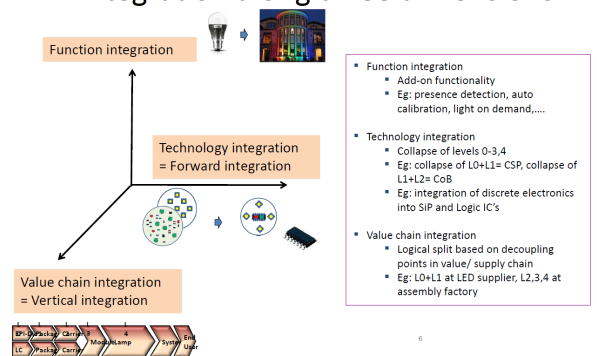 Function integration
Technology integration
= Forward integration
Value chain integration
= Vertical integration
Function integration
Add-on functionality
Eg: presence detection, auto
calibration, light on demand,....
Technology integration
Collapse of levels 0-3,4
Eg: collapse of L0+L1= CSP, collapse of
L1+L2= CoB
Eg: integration of discrete electronics
into SiP and Logic IC's
Value chain integration
Logical split based on decoupling
points in value/ supply chain
Eg: L0+L1 at LED supplier, L2,3,4 at
assembly factory
3
4
Carrier
Module
Lamp
End
User
LC
Packag
Carrier
6